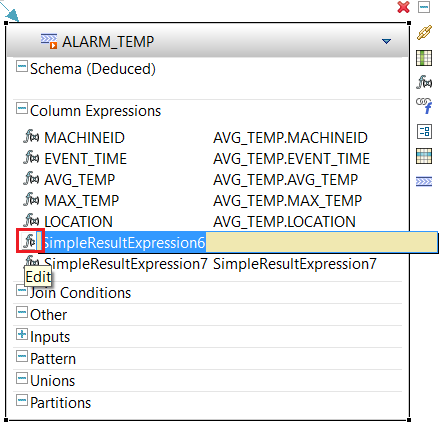 ALARM_TEMP
Schema (Deduced)
Column Expressions
MACHINEID AVG_TEMP.MACHINEID
EVENT_TIME AVG_TEMP.EVENT_TIME
AVG_TEMP AVG_TEMP.AVG_TEMP
MAX_TEMP AVG_TEMP.MAX_TEMP
LOCATION AVG_TEMP.LOCATION
SimpleResultExpression6
SimpleResultExpression7 SimpleResultExpression7
Edit
Join Conditions
Other
Inputs
Pattern
Unions
Partitions